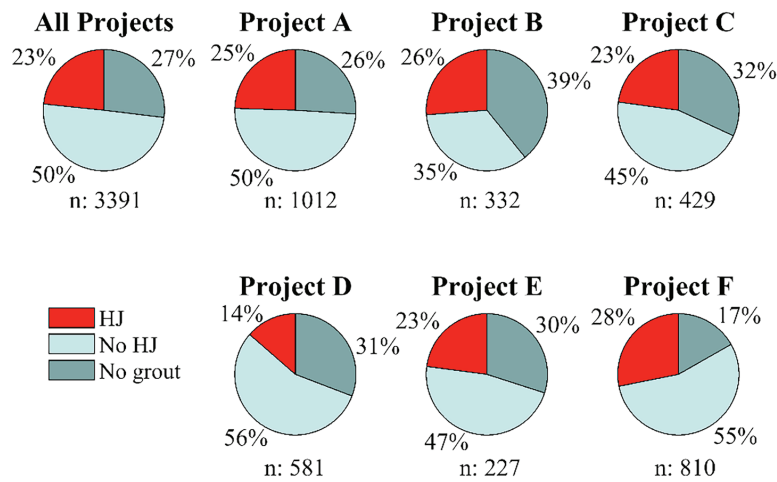 All Projects
23%
27%
50%
n: 3391
Project A
25%
26%
50%
n: 1012
Project B
26%
39%
35%
n: 332
Project C
23%
32%
45%
n: 429
HJ
No HJ
No grout
Project D
14%
31%
56%
n: 581
Project E
23%
30%
47%
n: 227
Project F
28%
17%
55%
n: 810